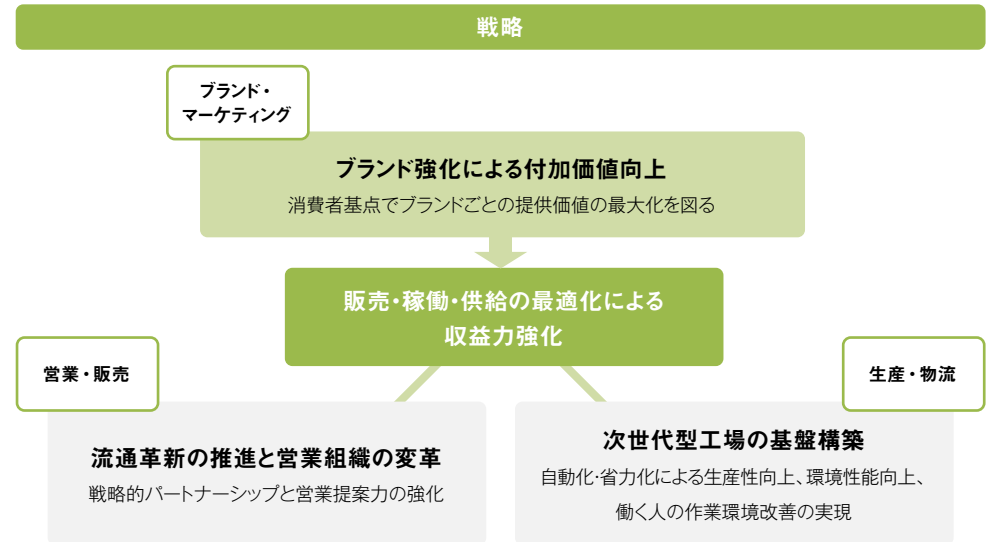 戦略
ブランド・
マーケティング
ブランド強化による付加価値向上
消費者基点でブランドごとの提供価値の最大化を図る
販売・稼働・供給の最適化による
収益力強化
営業・販売
流通革新の推進と営業組織の変革
戦略的パートナーシップと営業提案力の強化
生産・物流
次世代型工場の基盤構築
自動化・省力化による生産性向上、環境性能向上、
働く人の作業環境改善の実現